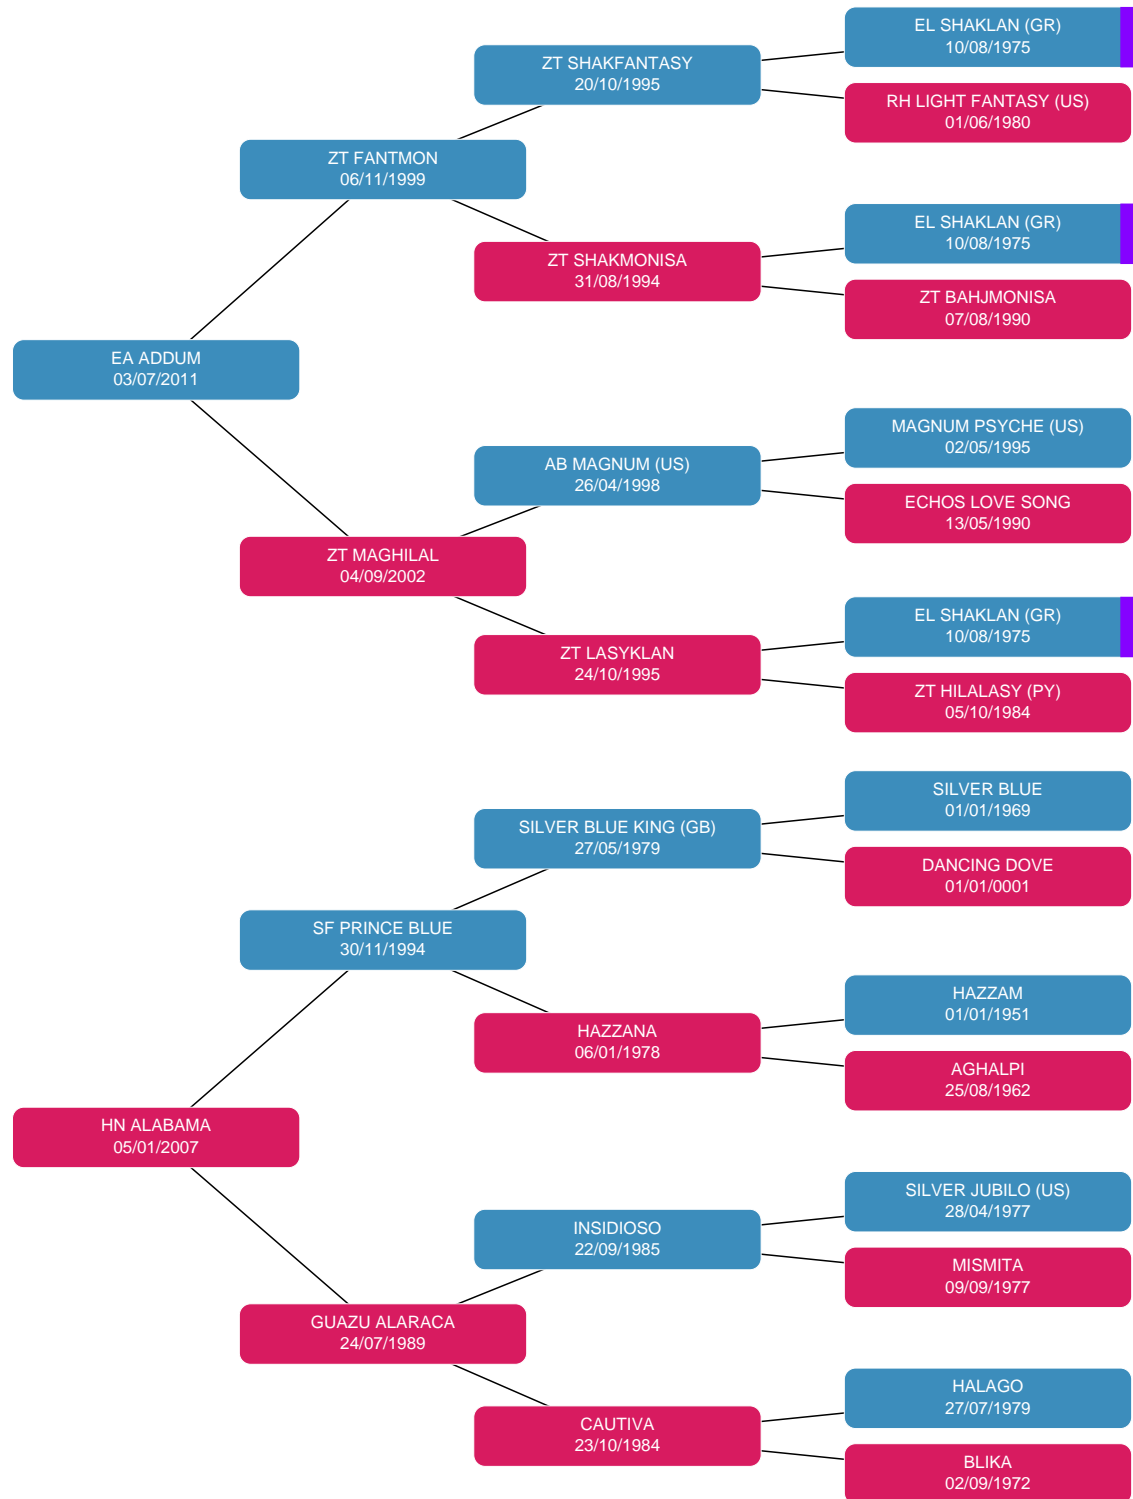 EL SHAKLAN (GR)
10/08/1975
ZT SHAKFANTASY
20/10/1995
RH LIGHT FANTASY (US)
01/06/1980
ZT FANTMON
06/11/1999
EL SHAKLAN (GR)
10/08/1975
ZT SHAKMONISA
31/08/1994
ZT BAHJMONISA
07/08/1990
EA ADDUM
03/07/2011
MAGNUM PSYCHE (US)
02/05/1995
AB MAGNUM (US)
26/04/1998
ECHOS LOVE SONG
13/05/1990
ZT MAGHILAL
04/09/2002
EL SHAKLAN (GR)
10/08/1975
ZT LASYKLAN
24/10/1995
ZT HILALASY (PY)
05/10/1984
SILVER BLUE
01/01/1969
SILVER BLUE KING (GB)
27/05/1979
DANCING DOVE
01/01/0001
SF PRINCE BLUE
30/11/1994
HAZZAM
01/01/1951
HAZZANA
06/01/1978
AGHALPI
25/08/1962
HN ALABAMA
05/01/2007
SILVER JUBILO (US)
28/04/1977
INSIDIOSO
22/09/1985
MISMITA
09/09/1977
GUAZU ALARACA
24/07/1989
HALAGO
27/07/1979
CAUTIVA
23/10/1984
BLIKA
02/09/1972